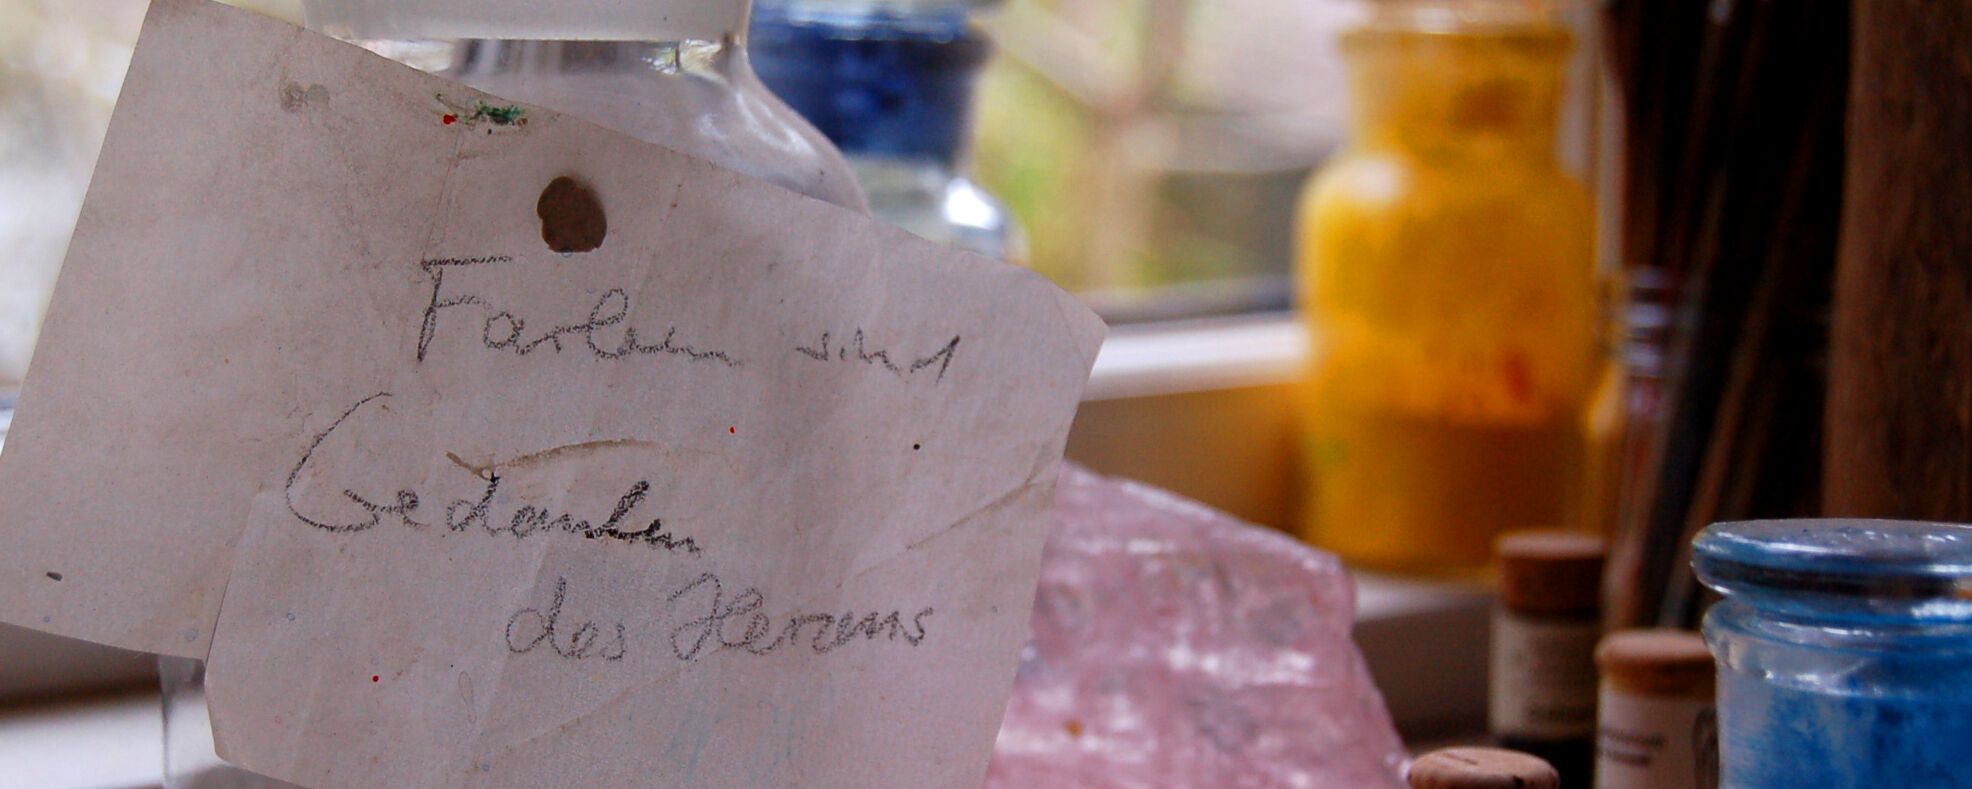 Farben sind
Gedanken
des Herzens